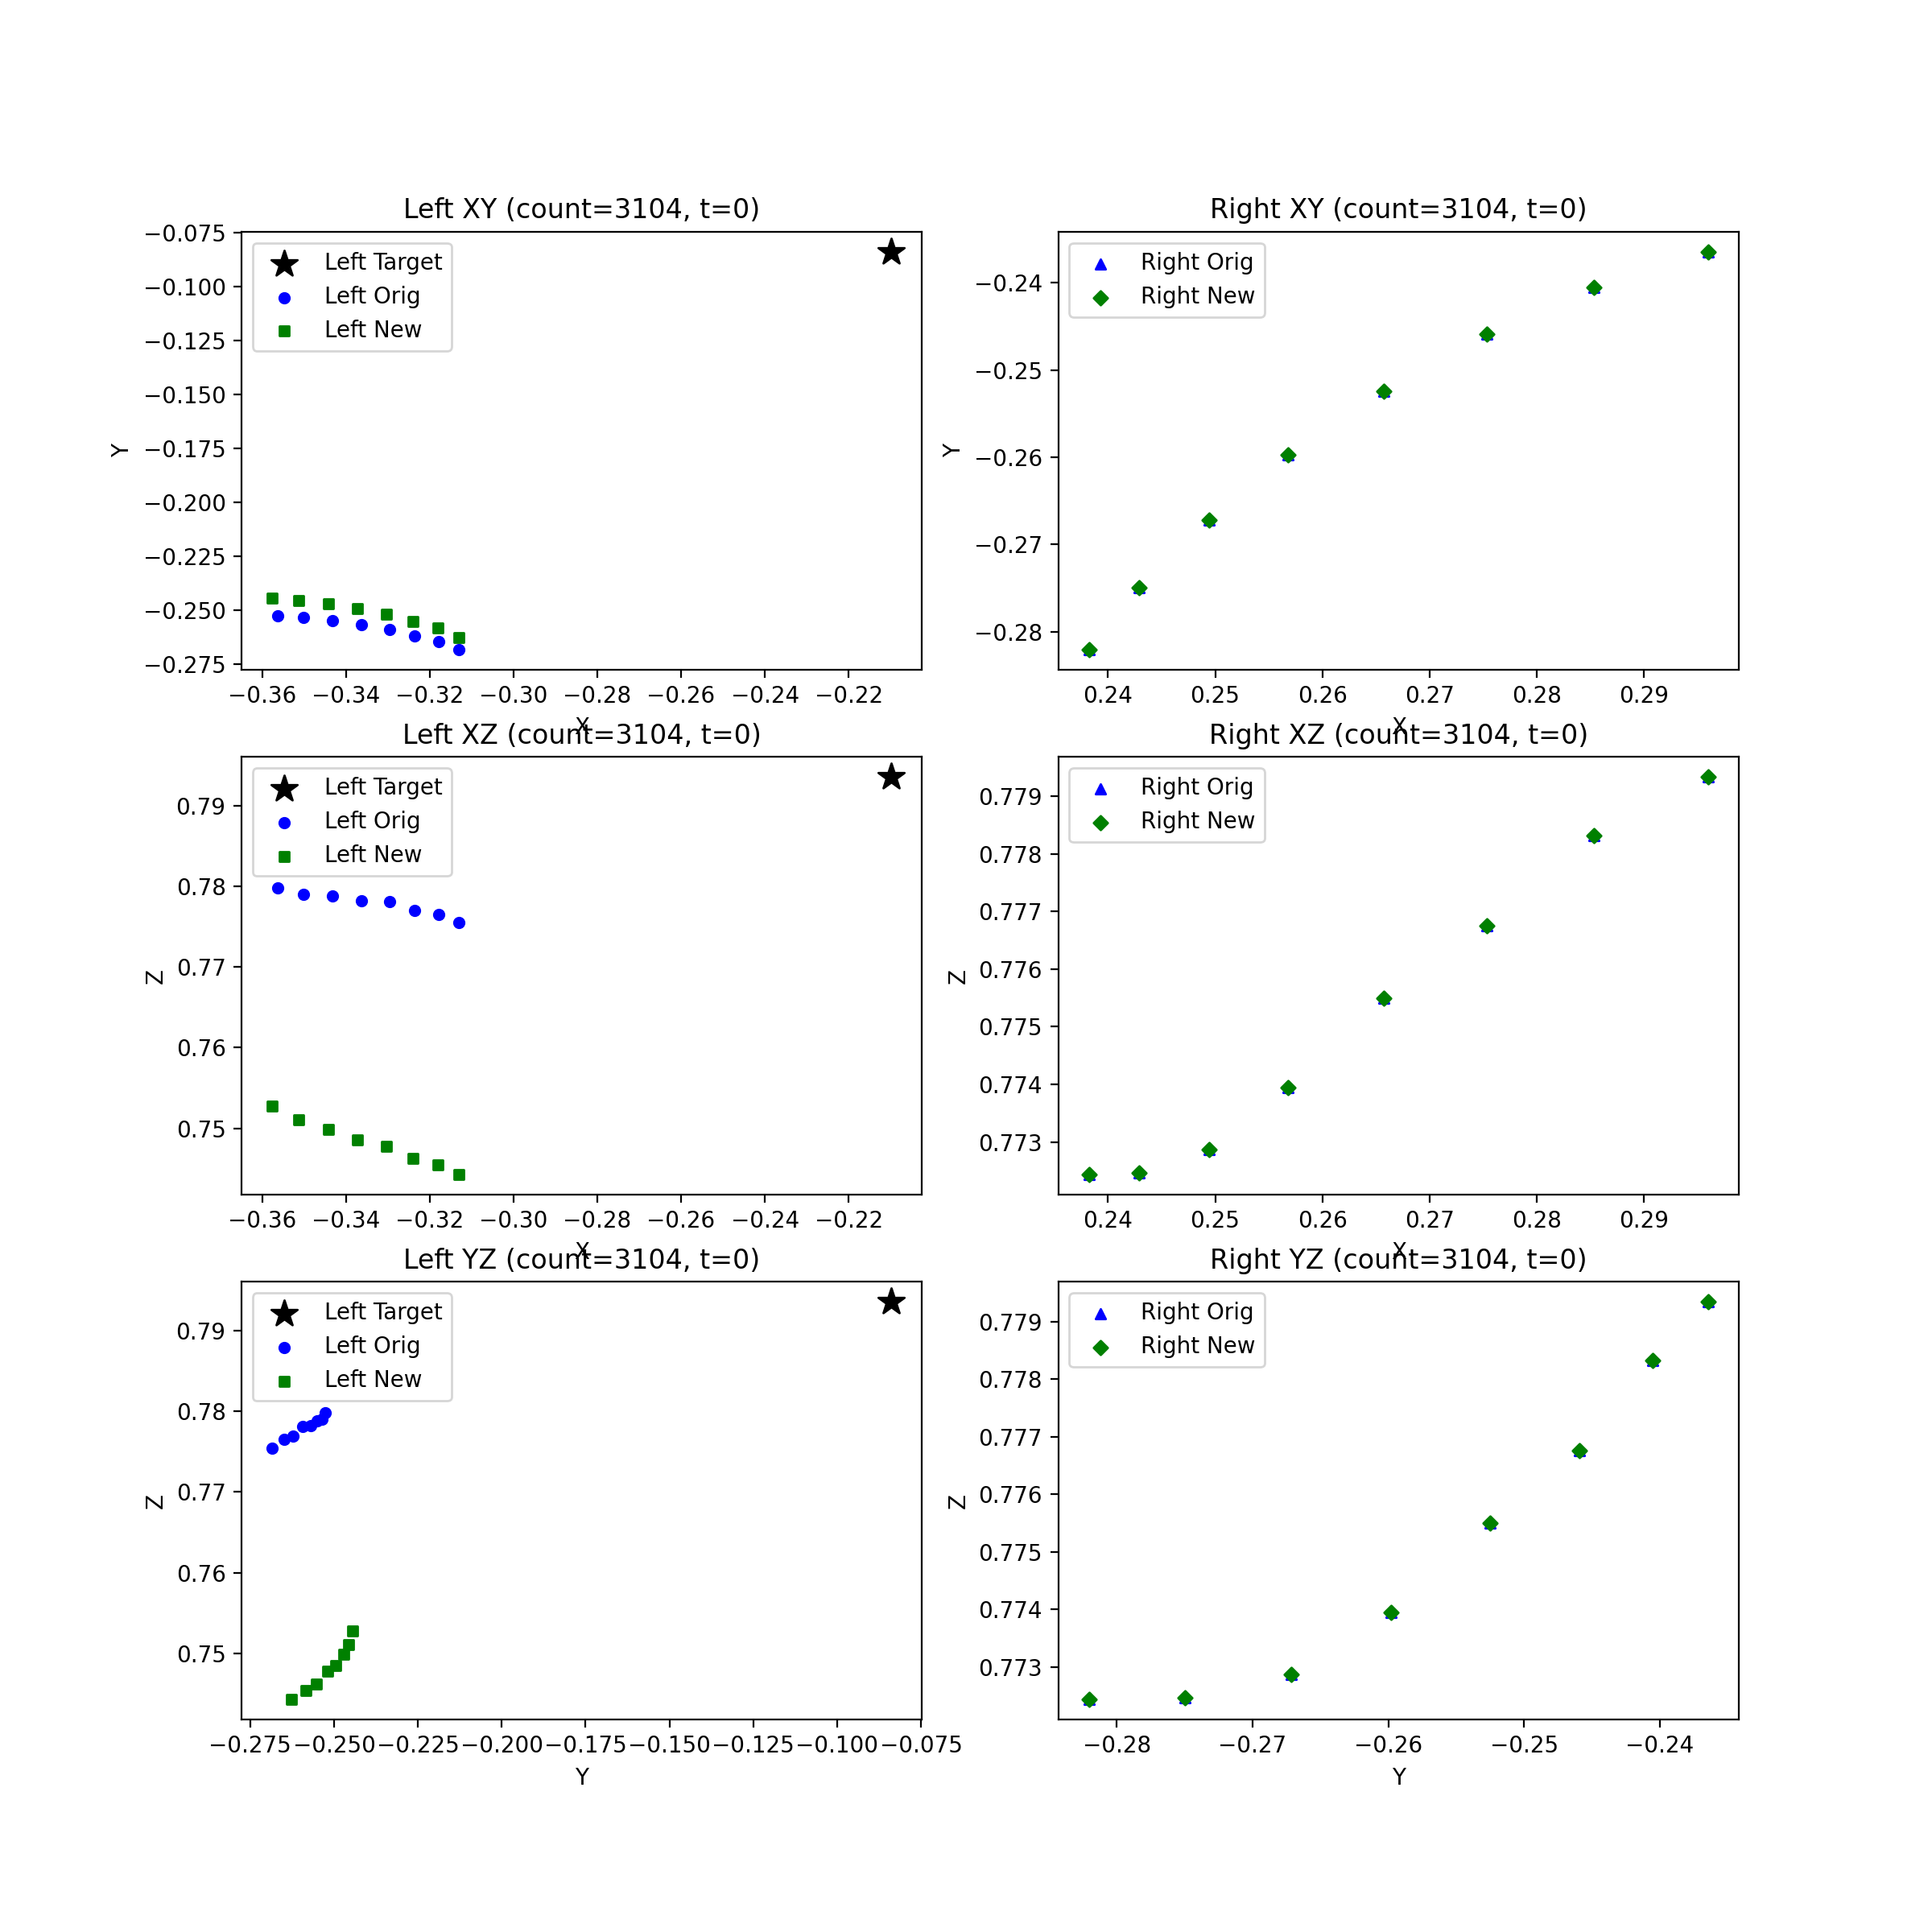 Left XY (count=3104, t=0)
Left Target
Left Orig
Left New
Y
−0.075
−0.100
−0.125
−0.150
−0.175
−0.200
−0.225
−0.250
−0.275
−0.36 −0.34 −0.32 −0.30 −0.28 −0.26 −0.24 −0.22
X
Right XY (count=3104, t=0)
Right Orig
Right New
Y
−0.24
−0.25
−0.26
−0.27
−0.28
0.24 0.25 0.26 0.27 0.28 0.29
X
Left XZ (count=3104, t=0)
Left Target
Left Orig
Left New
Z
0.79
0.78
0.77
0.76
0.75
−0.36 −0.34 −0.32 −0.30 −0.28 −0.26 −0.24 −0.22
X
Right XZ (count=3104, t=0)
Right Orig
Right New
Z
0.779
0.778
0.777
0.776
0.775
0.774
0.773
0.24 0.25 0.26 0.27 0.28 0.29
X
Left YZ (count=3104, t=0)
Left Target
Left Orig
Left New
Z
0.79
0.78
0.77
0.76
0.75
−0.275 −0.250 −0.225 −0.200 −0.175 −0.150 −0.125 −0.100 −0.075
Y
Right YZ (count=3104, t=0)
Right Orig
Right New
Z
0.779
0.778
0.777
0.776
0.775
0.774
0.773
−0.28 −0.27 −0.26 −0.25 −0.24
Y